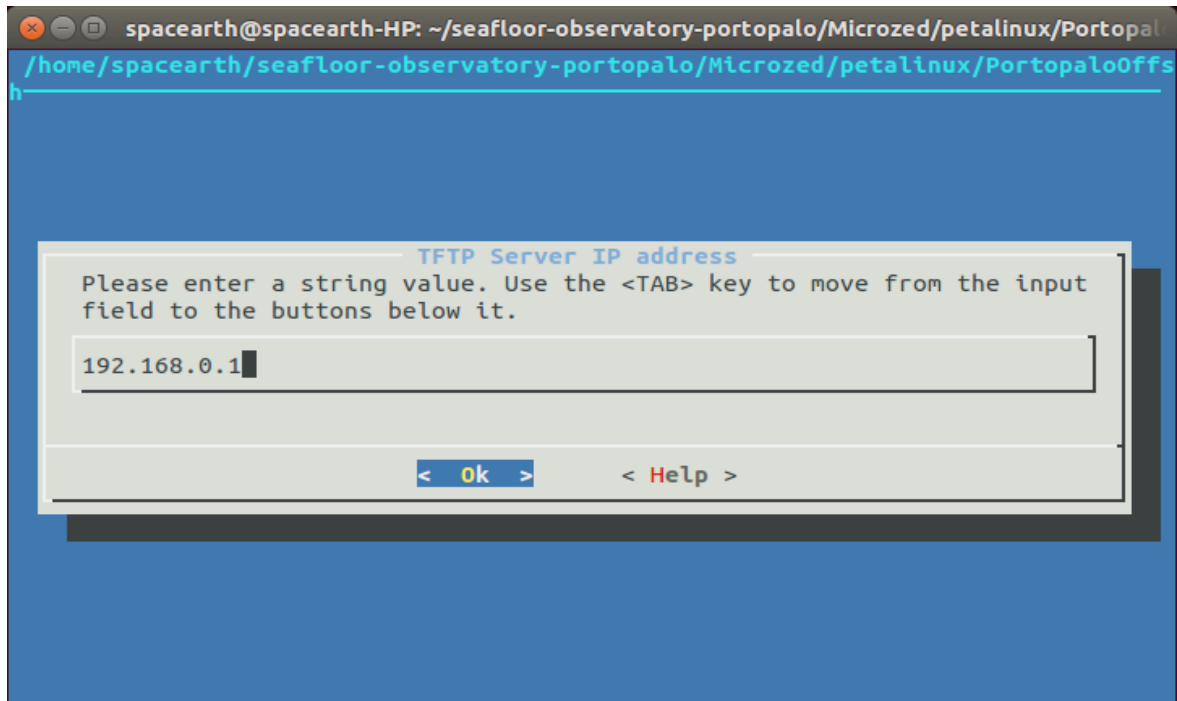 spacearth@spacearth-HP: ~/seafloor-observatory-portopalo/Microzed/petalinux/Portopal
/home/spacearth/seafloor-observatory-portopalo/Microzed/petalinux/PortopaloOffs
h
TFTP Server IP address
Please enter a string value. Use the <TAB> key to move from the input
field to the buttons below it.
192.168.0.1
< Ok > < Help >